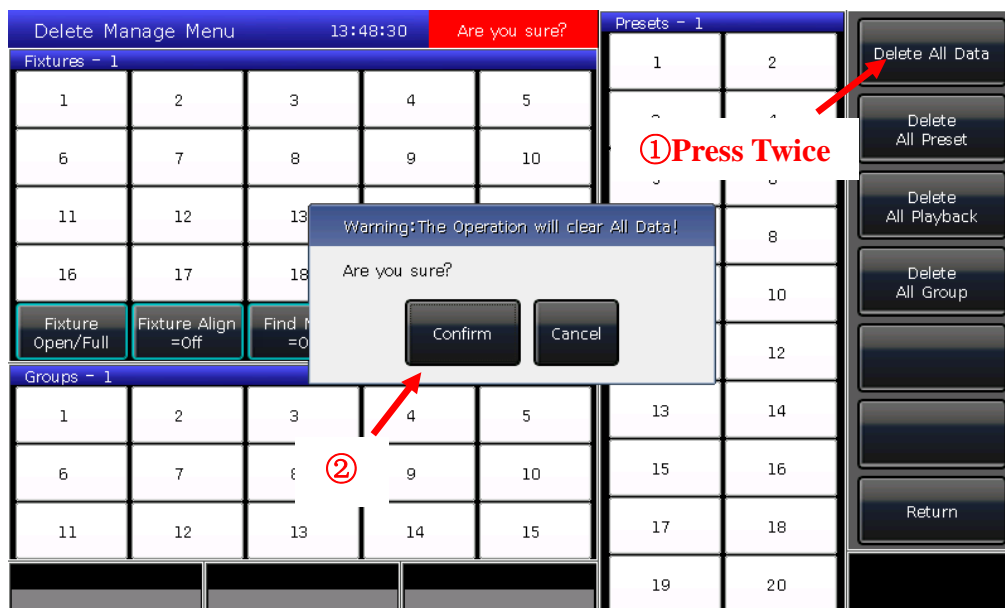 Delete Manage Menu 13:48:30 Are you sure?
Fixtures - 1
1 2 3 4 5
6 7 8 9 10
11 12 13
16 17 18
Fixture Open/Full
Fixture Align =Off
Find
Groups - 1
1 2 3 4 5
6 7 9 10
11 12 13 14 15
Warning:The Operation will clear All Data!
Are you sure?
Confirm Cancel
②
Presets - 1
1 2
①Press Twice
8
10
12
13 14
15 16
17 18
19 20
Delete All Data
Delete
All Preset
Delete
All Playback
Delete
All Group
Return